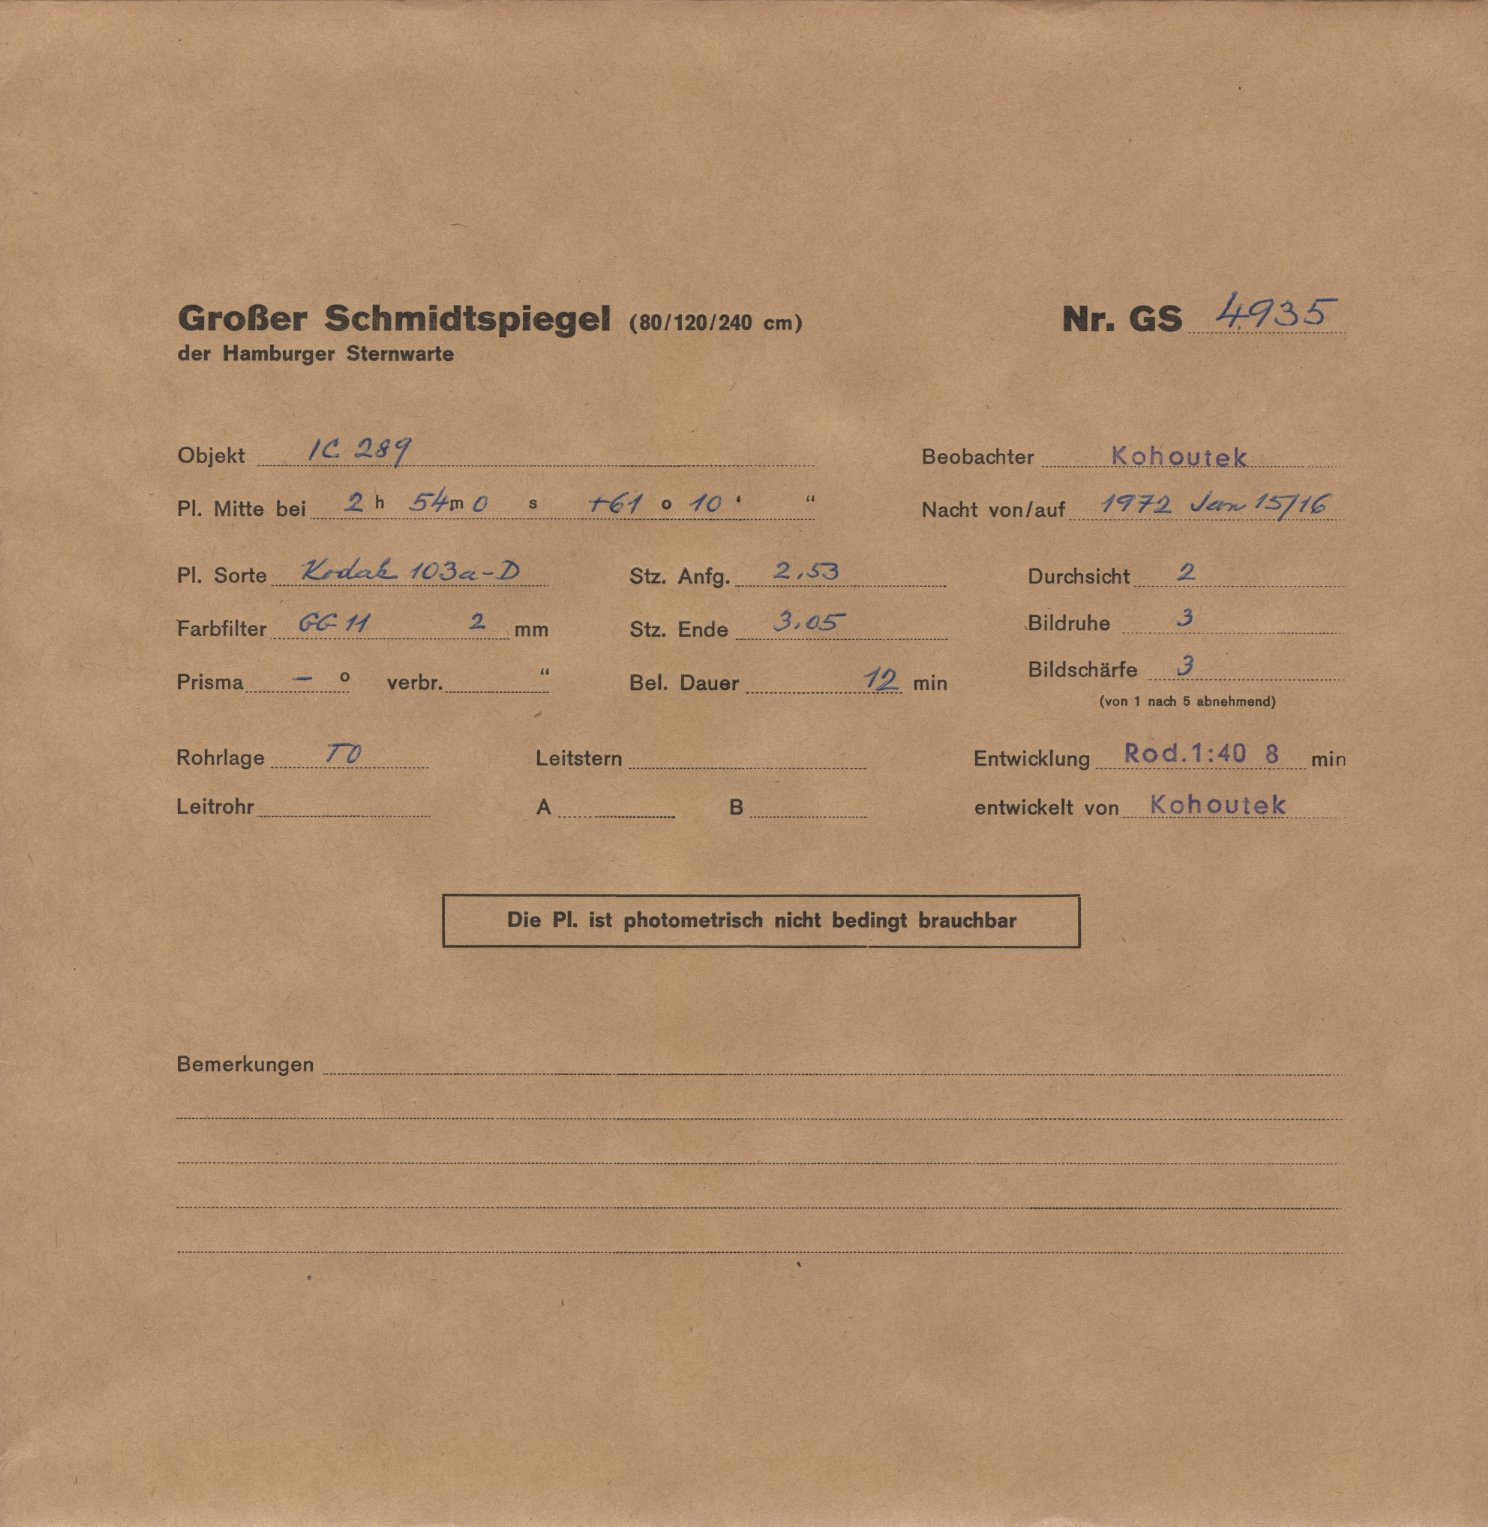 Großer Schmidtspiegel (80/120/240 cm) Nr. GS 4935
der Hamburger Sternwarte
Objekt IC 289 Beobachter Kohoutek
Pl. Mitte bei 2 h 54 m 0 s +61 o 10 ‘ “ Nacht von/auf 1972 Jan 15/16
Pl. Sorte Kodak 103a-D Stz. Anfg. 2.53 Durchsicht 2
Farbfilter GG 11 2 mm Stz. Ende 3.05 Bildruhe 3
Prisma – o verbr. “ Bel. Dauer 12 min Bildschärfe 3
(von 1 nach 5 abnehmend)
Rohrlage TO Leitstern Entwicklung Rod.1:40 8 min
Leitrohr A B entwickelt von Kohoutek
Die Pl. ist photometrisch nicht bedingt brauchbar
Bemerkungen